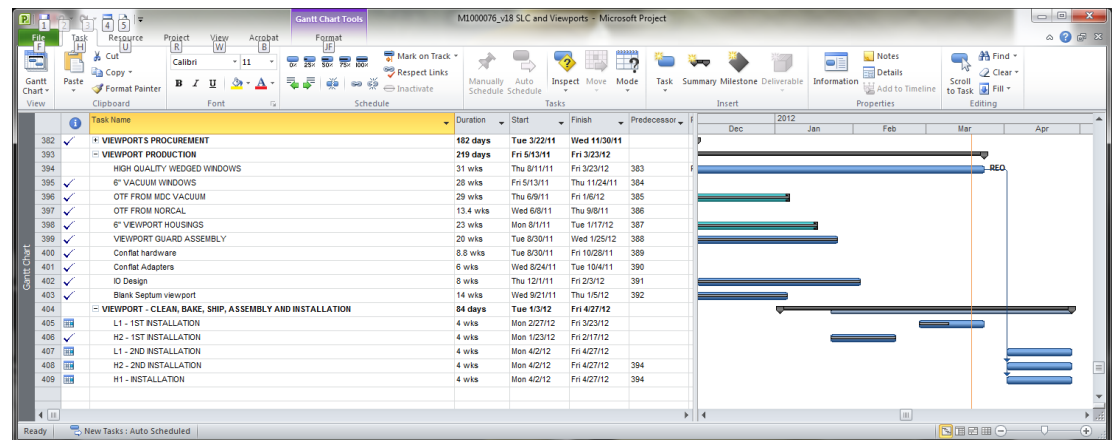 Gantt Chart Tools
M1000076_v18 SLC and Viewports - Microsoft Project
1 2 3 4 5
File Task Resource Project View Acrobat Format
F H U R W B JF
Cut
Copy
Format Painter
Paste
Gantt Chart
Calibri 11
B I U A
0% 25% 50% 75% 100%
Mark on Track
Respect Links
Inactivate
Manually Schedule
Auto Schedule
Inspect
Move
Mode
Task
Summary
Milestone
Deliverable
Information
Notes
Details
Add to Timeline
Scroll to Task
Find
Clear
Fill
View Clipboard Font Schedule Tasks Insert Properties Editing
Task Name Duration Start Finish Predecessor
2012
Dec Jan Feb Mar Apr
382 VIEWPORTS PROCUREMENT 182 days Tue 3/22/11 Wed 11/30/11
393 VIEWPORT PRODUCTION 219 days Fri 5/13/11 Fri 3/23/12
394 HIGH QUALITY WEDGED WINDOWS 31 wks Thu 8/11/11 Fri 3/23/12 383 REO
395 6" VACUUM WINDOWS 28 wks Fri 5/13/11 Thu 11/24/11 384
396 OTF FROM MDC VACUUM 29 wks Thu 6/9/11 Fri 1/6/12 385
397 OTF FROM NORCAL 13.4 wks Wed 6/8/11 Thu 9/8/11 386
398 6" VIEWPORT HOUSINGS 23 wks Mon 8/1/11 Tue 1/17/12 387
399 VIEWPORT GUARD ASSEMBLY 20 wks Tue 8/30/11 Wed 1/25/12 388
400 Conflat hardware 8.8 wks Tue 8/30/11 Fri 10/28/11 389
401 Conflat Adapters 6 wks Wed 8/24/11 Tue 10/4/11 390
402 IO Design 8 wks Thu 12/1/11 Fri 2/3/12 391
403 Blank Septum viewport 14 wks Wed 9/21/11 Thu 1/5/12 392
404 VIEWPORT - CLEAN, BAKE, SHIP, ASSEMBLY AND INSTALLATION 84 days Tue 1/3/12 Fri 4/27/12
405 L1 - 1ST INSTALLATION 4 wks Mon 2/27/12 Fri 3/23/12
406 H2 - 1ST INSTALLATION 4 wks Mon 1/23/12 Fri 2/17/12
407 L1 - 2ND INSTALLATION 4 wks Mon 4/2/12 Fri 4/27/12
408 H2 - 2ND INSTALLATION 4 wks Mon 4/2/12 Fri 4/27/12 394
409 H1 - INSTALLATION 4 wks Mon 4/2/12 Fri 4/27/12 394
Gantt Chart
Ready New Tasks : Auto Scheduled